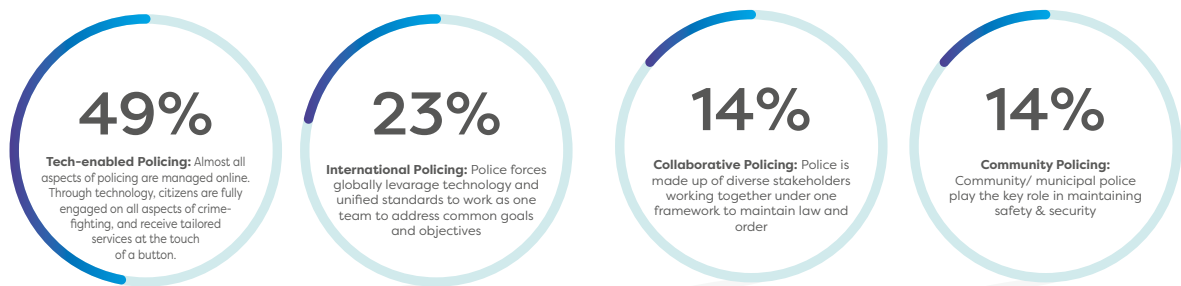 49%
Tech-enabled Policing: Almost all
aspects of policing are managed online.
Through technology, citizens are fully
engaged on all aspects of crime-
fighting, and receive tailored
services at the touch
of a button.
23%
International Policing: Police forces
globally levarage technology and
unified standards to work as one
team to address common goals
and objectives
14%
Collaborative Policing: Police is
made up of diverse stakeholders
working together under one
framework to maintain law and
order
14%
Community Policing:
Community/ municipal police
play the key role in maintaining
safety & security